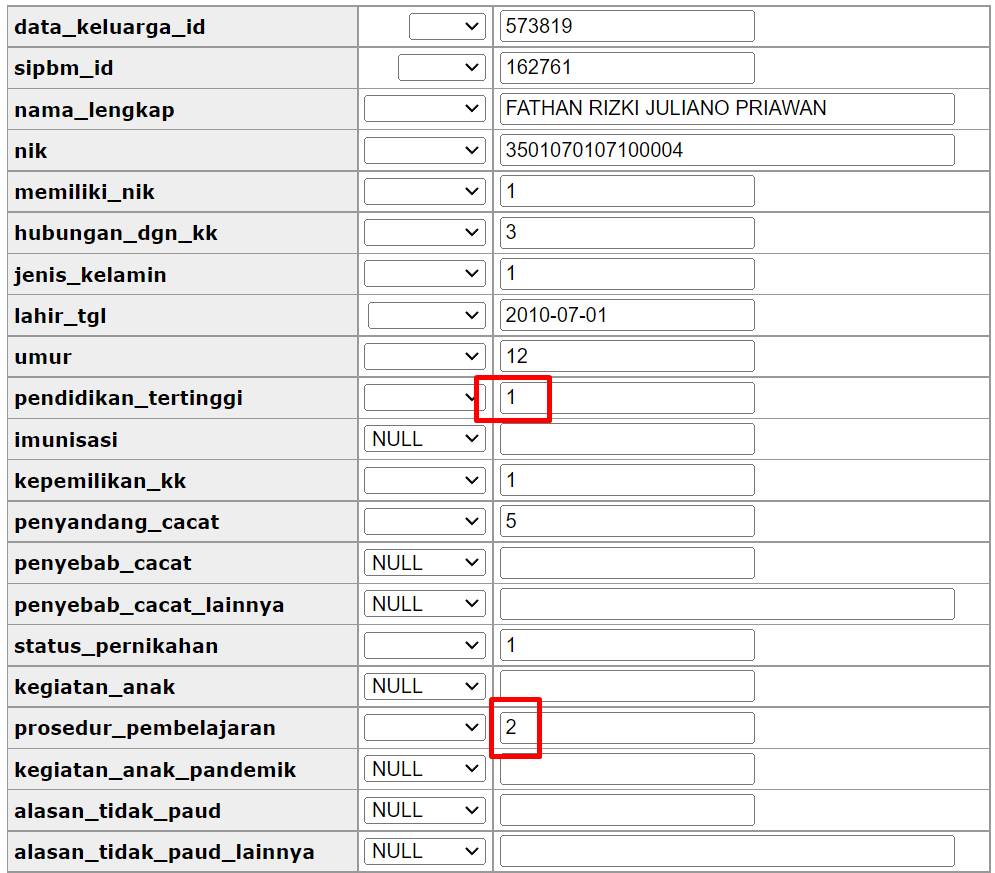 data_keluarga_id 573819
sipbm_id 162761
nama_lengkap FATHAN RIZKI JULIANO PRIAWAN
nik 3501070107100004
memiliki_nik 1
hubungan_dgn_kk 3
jenis_kelamin 1
lahir_tgl 2010-07-01
umur 12
pendidikan_tertinggi 1
imunisasi NULL
kepemilikan_kk 1
penyandang_cacat 5
penyebab_cacat NULL
penyebab_cacat_lainnya NULL
status_pernikahan 1
kegiatan_anak NULL
prosedur_pembelajaran 2
kegiatan_anak_pandemik NULL
alasan_tidak_paud NULL
alasan_tidak_paud_lainnya NULL